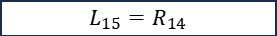 L₁₅ = R₁₄